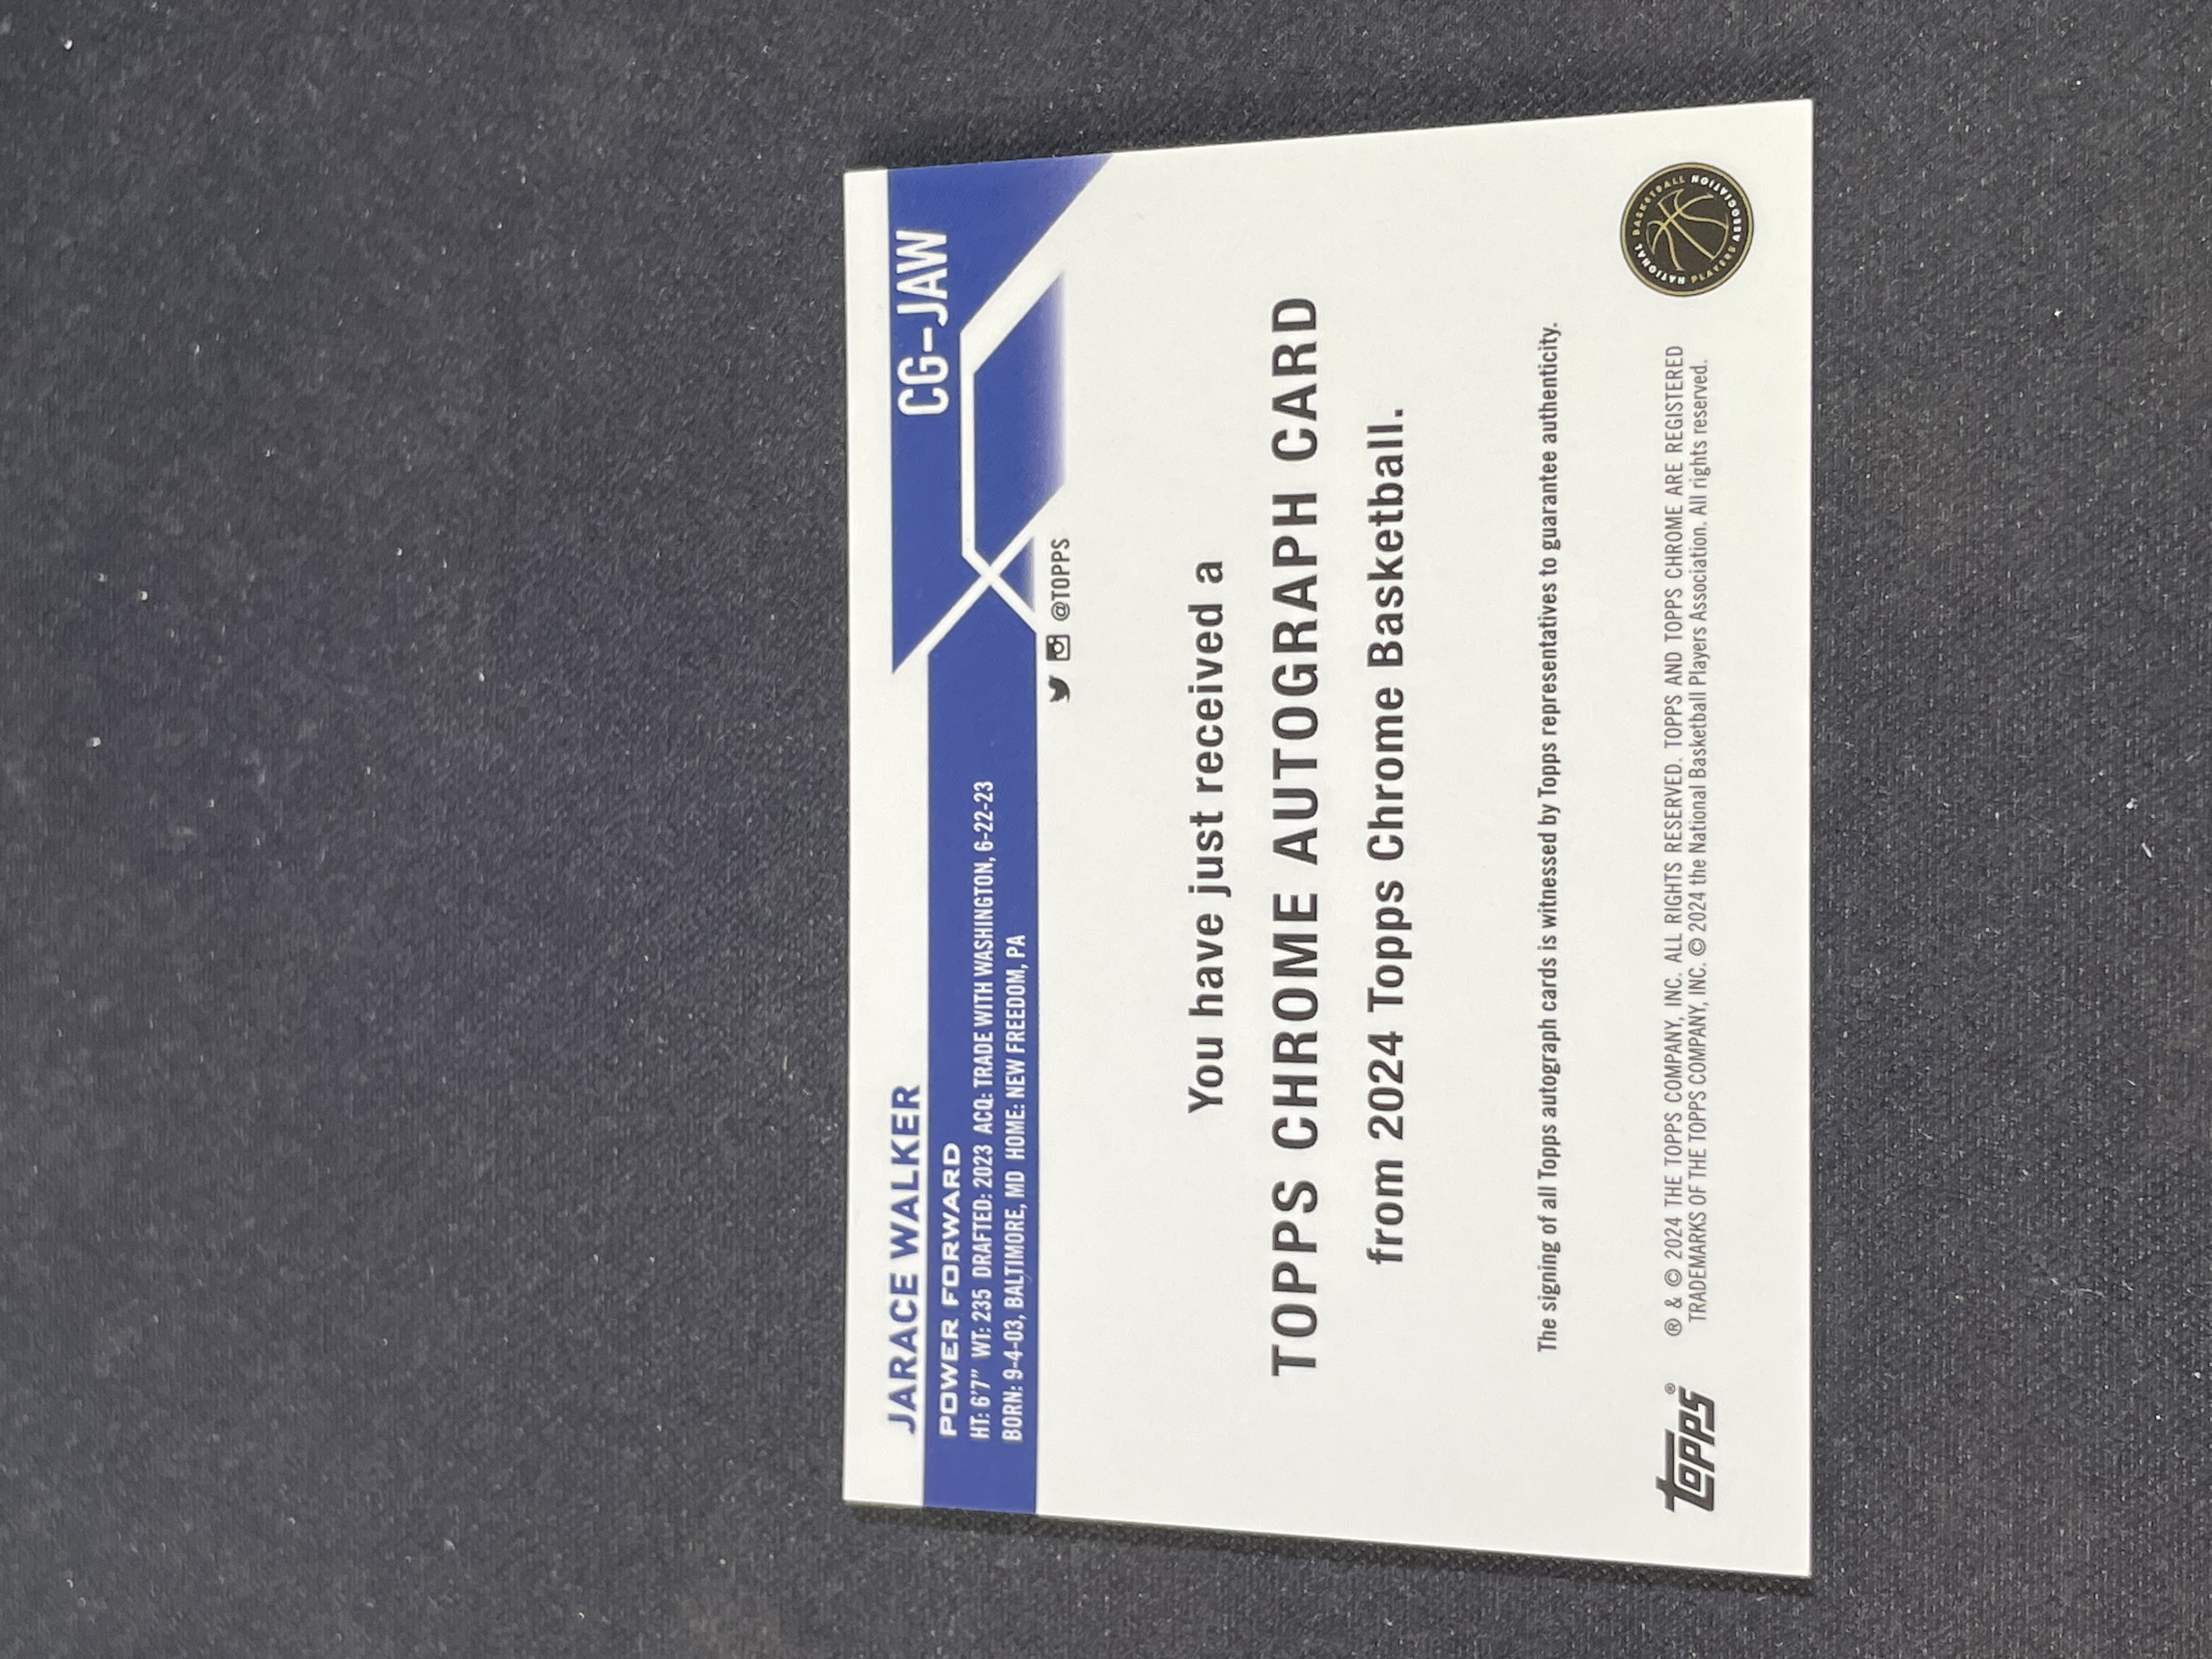 JARACE WALKER
CG-JAW
POWER FORWARD
HT: 6'7" WT: 235 DRAFTED: 2023 ACQ: TRADE WITH WASHINGTON, 6-22-23
BORN: 9-4-03, BALTIMORE, MD HOME: NEW FREEDOM, PA
@TOPPS
You have just received a
TOPPS CHROME AUTOGRAPH CARD
from 2024 Topps Chrome Basketball.
The signing of all Topps autograph cards is witnessed by Topps representatives to guarantee authenticity.
topps®
® & © 2024 THE TOPPS COMPANY, INC. ALL RIGHTS RESERVED. TOPPS AND TOPPS CHROME ARE REGISTERED
TRADEMARKS OF THE TOPPS COMPANY, INC. © 2024 the National Basketball Players Association. All rights reserved.
NATIONAL BASKETBALL
PLAYERS ASSOCIATION